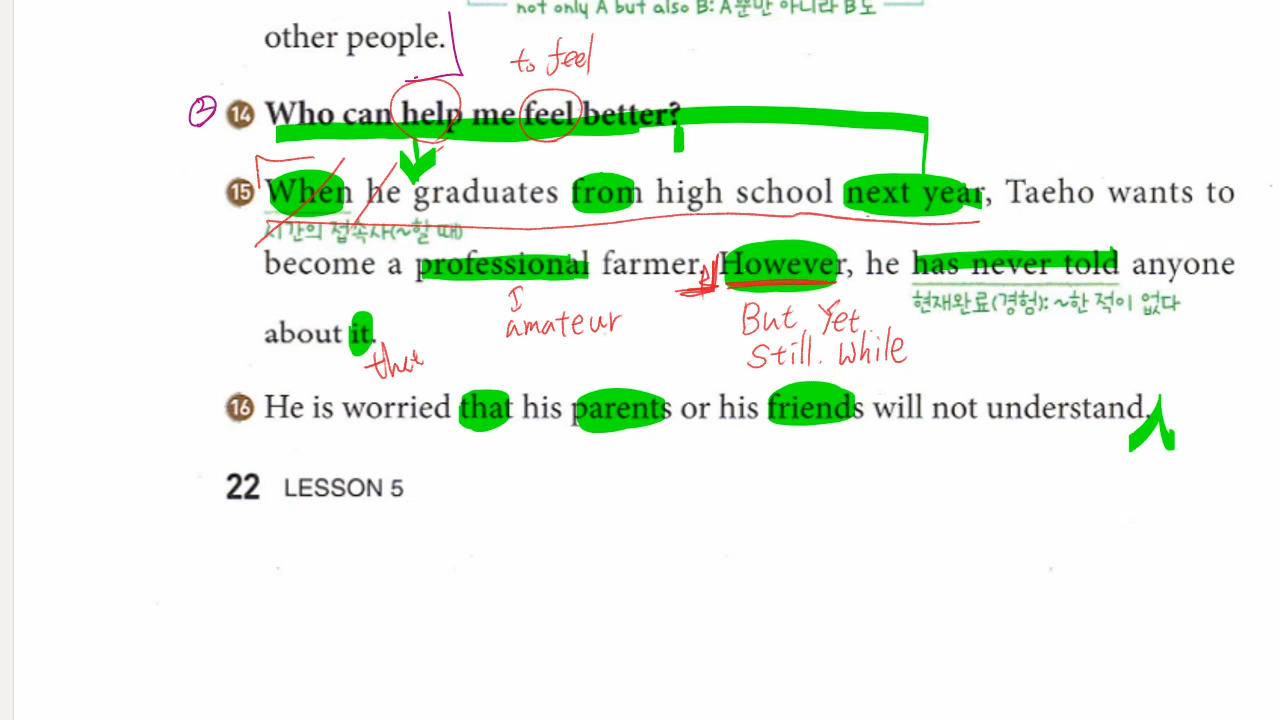 not only A but also B: A뿐만 아니라 B도
other people.
to feel
② 14 Who can help me feel better?
15 When he graduates from high school next year, Taeho wants to
시간의 접속사(~할 때)
become a professional farmer. However, he has never told anyone
현재완료(경험): ~한 적이 없다
amateur
But, Yet
Still. While
about it.
16 He is worried that his parents or his friends will not understand.
22 LESSON 5